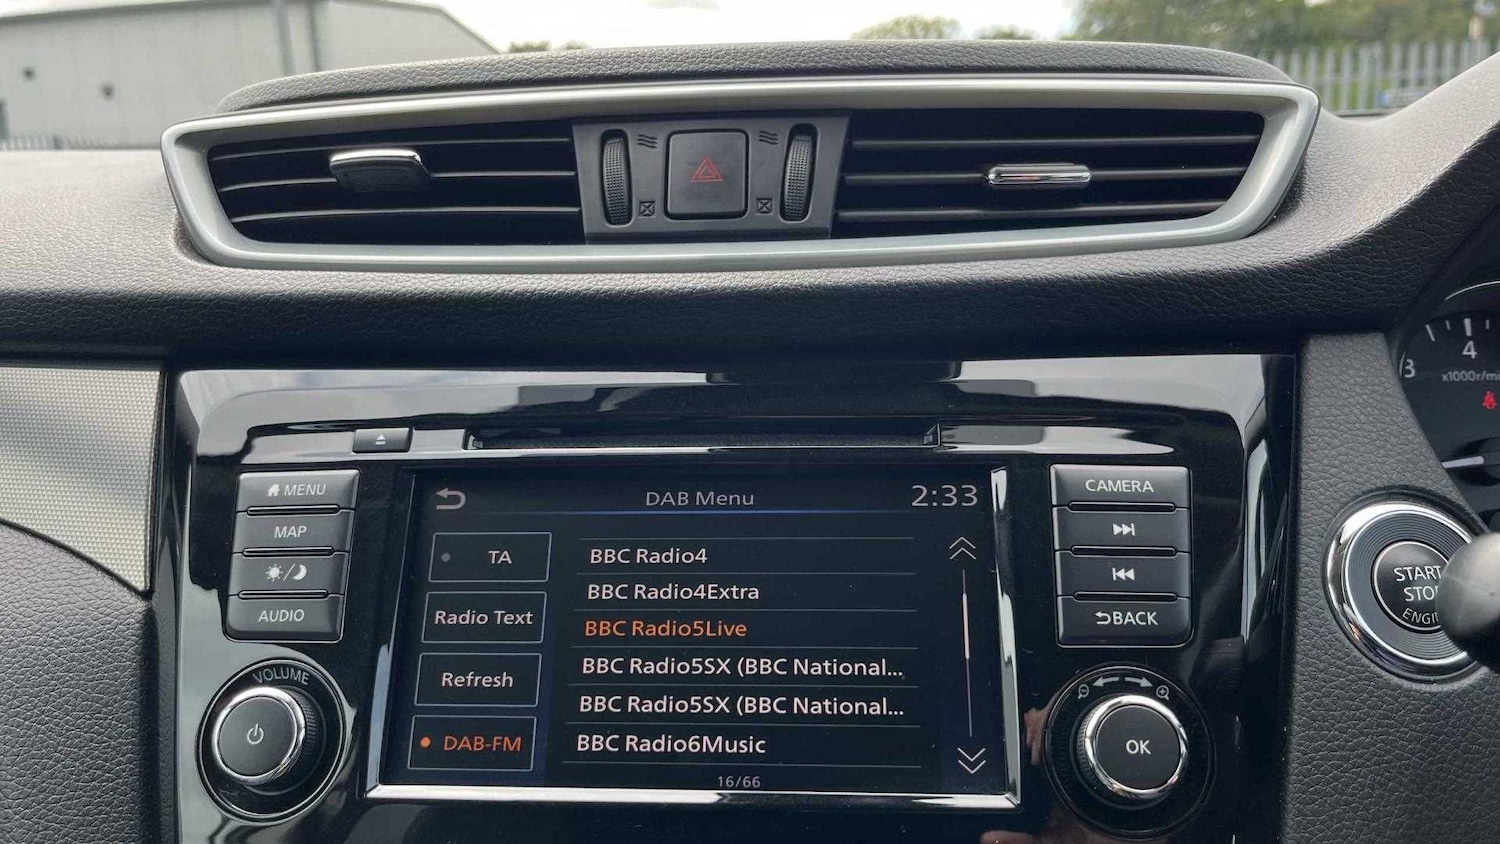 3
4
x1000r/mi
MENU
MAP
AUDIO
VOLUME
DAB Menu
2:33
TA
Radio Text
Refresh
DAB-FM
BBC Radio4
BBC Radio4Extra
BBC Radio5Live
BBC Radio5SX (BBC National...
BBC Radio5SX (BBC National...
BBC Radio6Music
16/66
CAMERA
BACK
OK
START
STO
ENGI